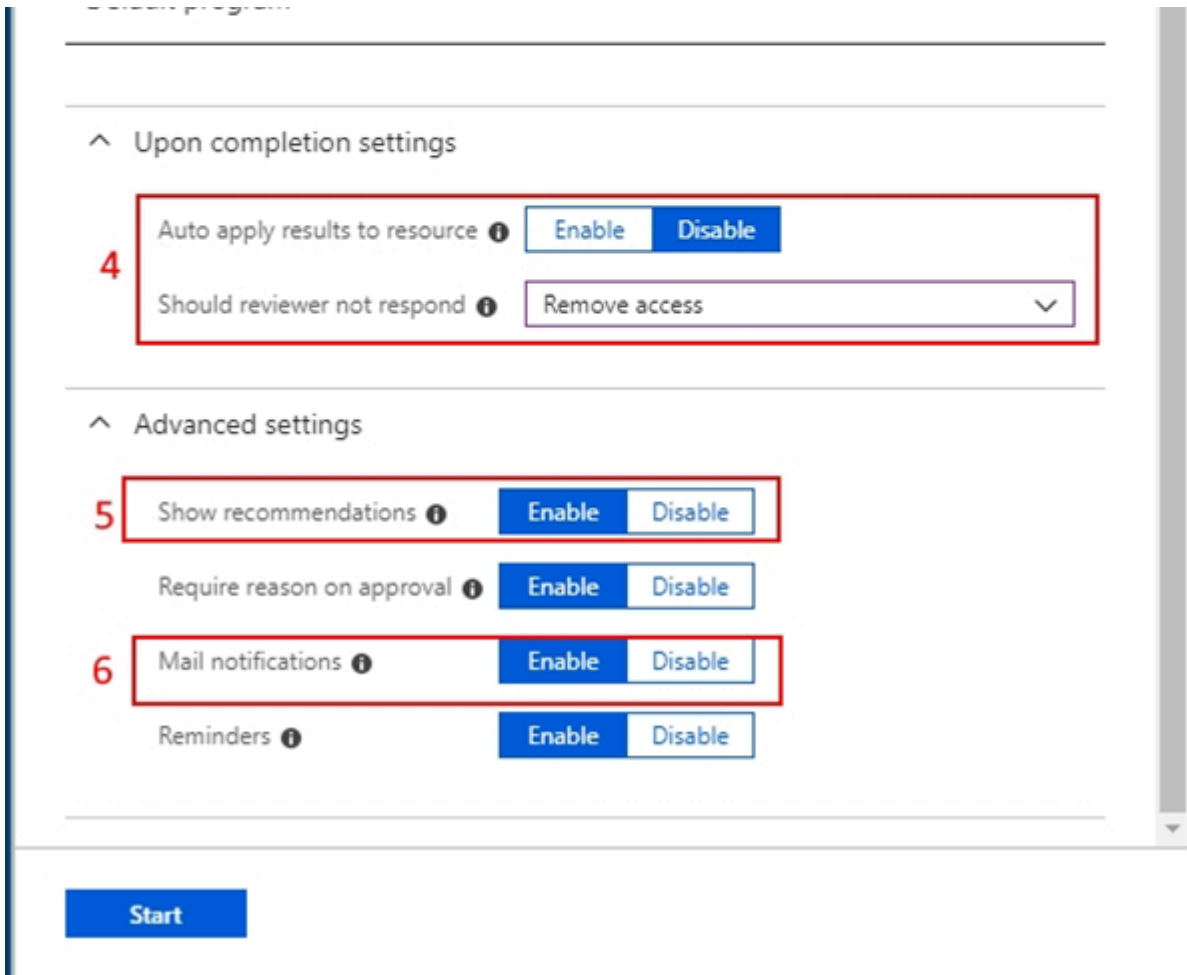 Default program
Upon completion settings
4
Auto apply results to resource Enable Disable
Should reviewer not respond Remove access
Advanced settings
5 Show recommendations Enable Disable
Require reason on approval Enable Disable
6 Mail notifications Enable Disable
Reminders Enable Disable
Start